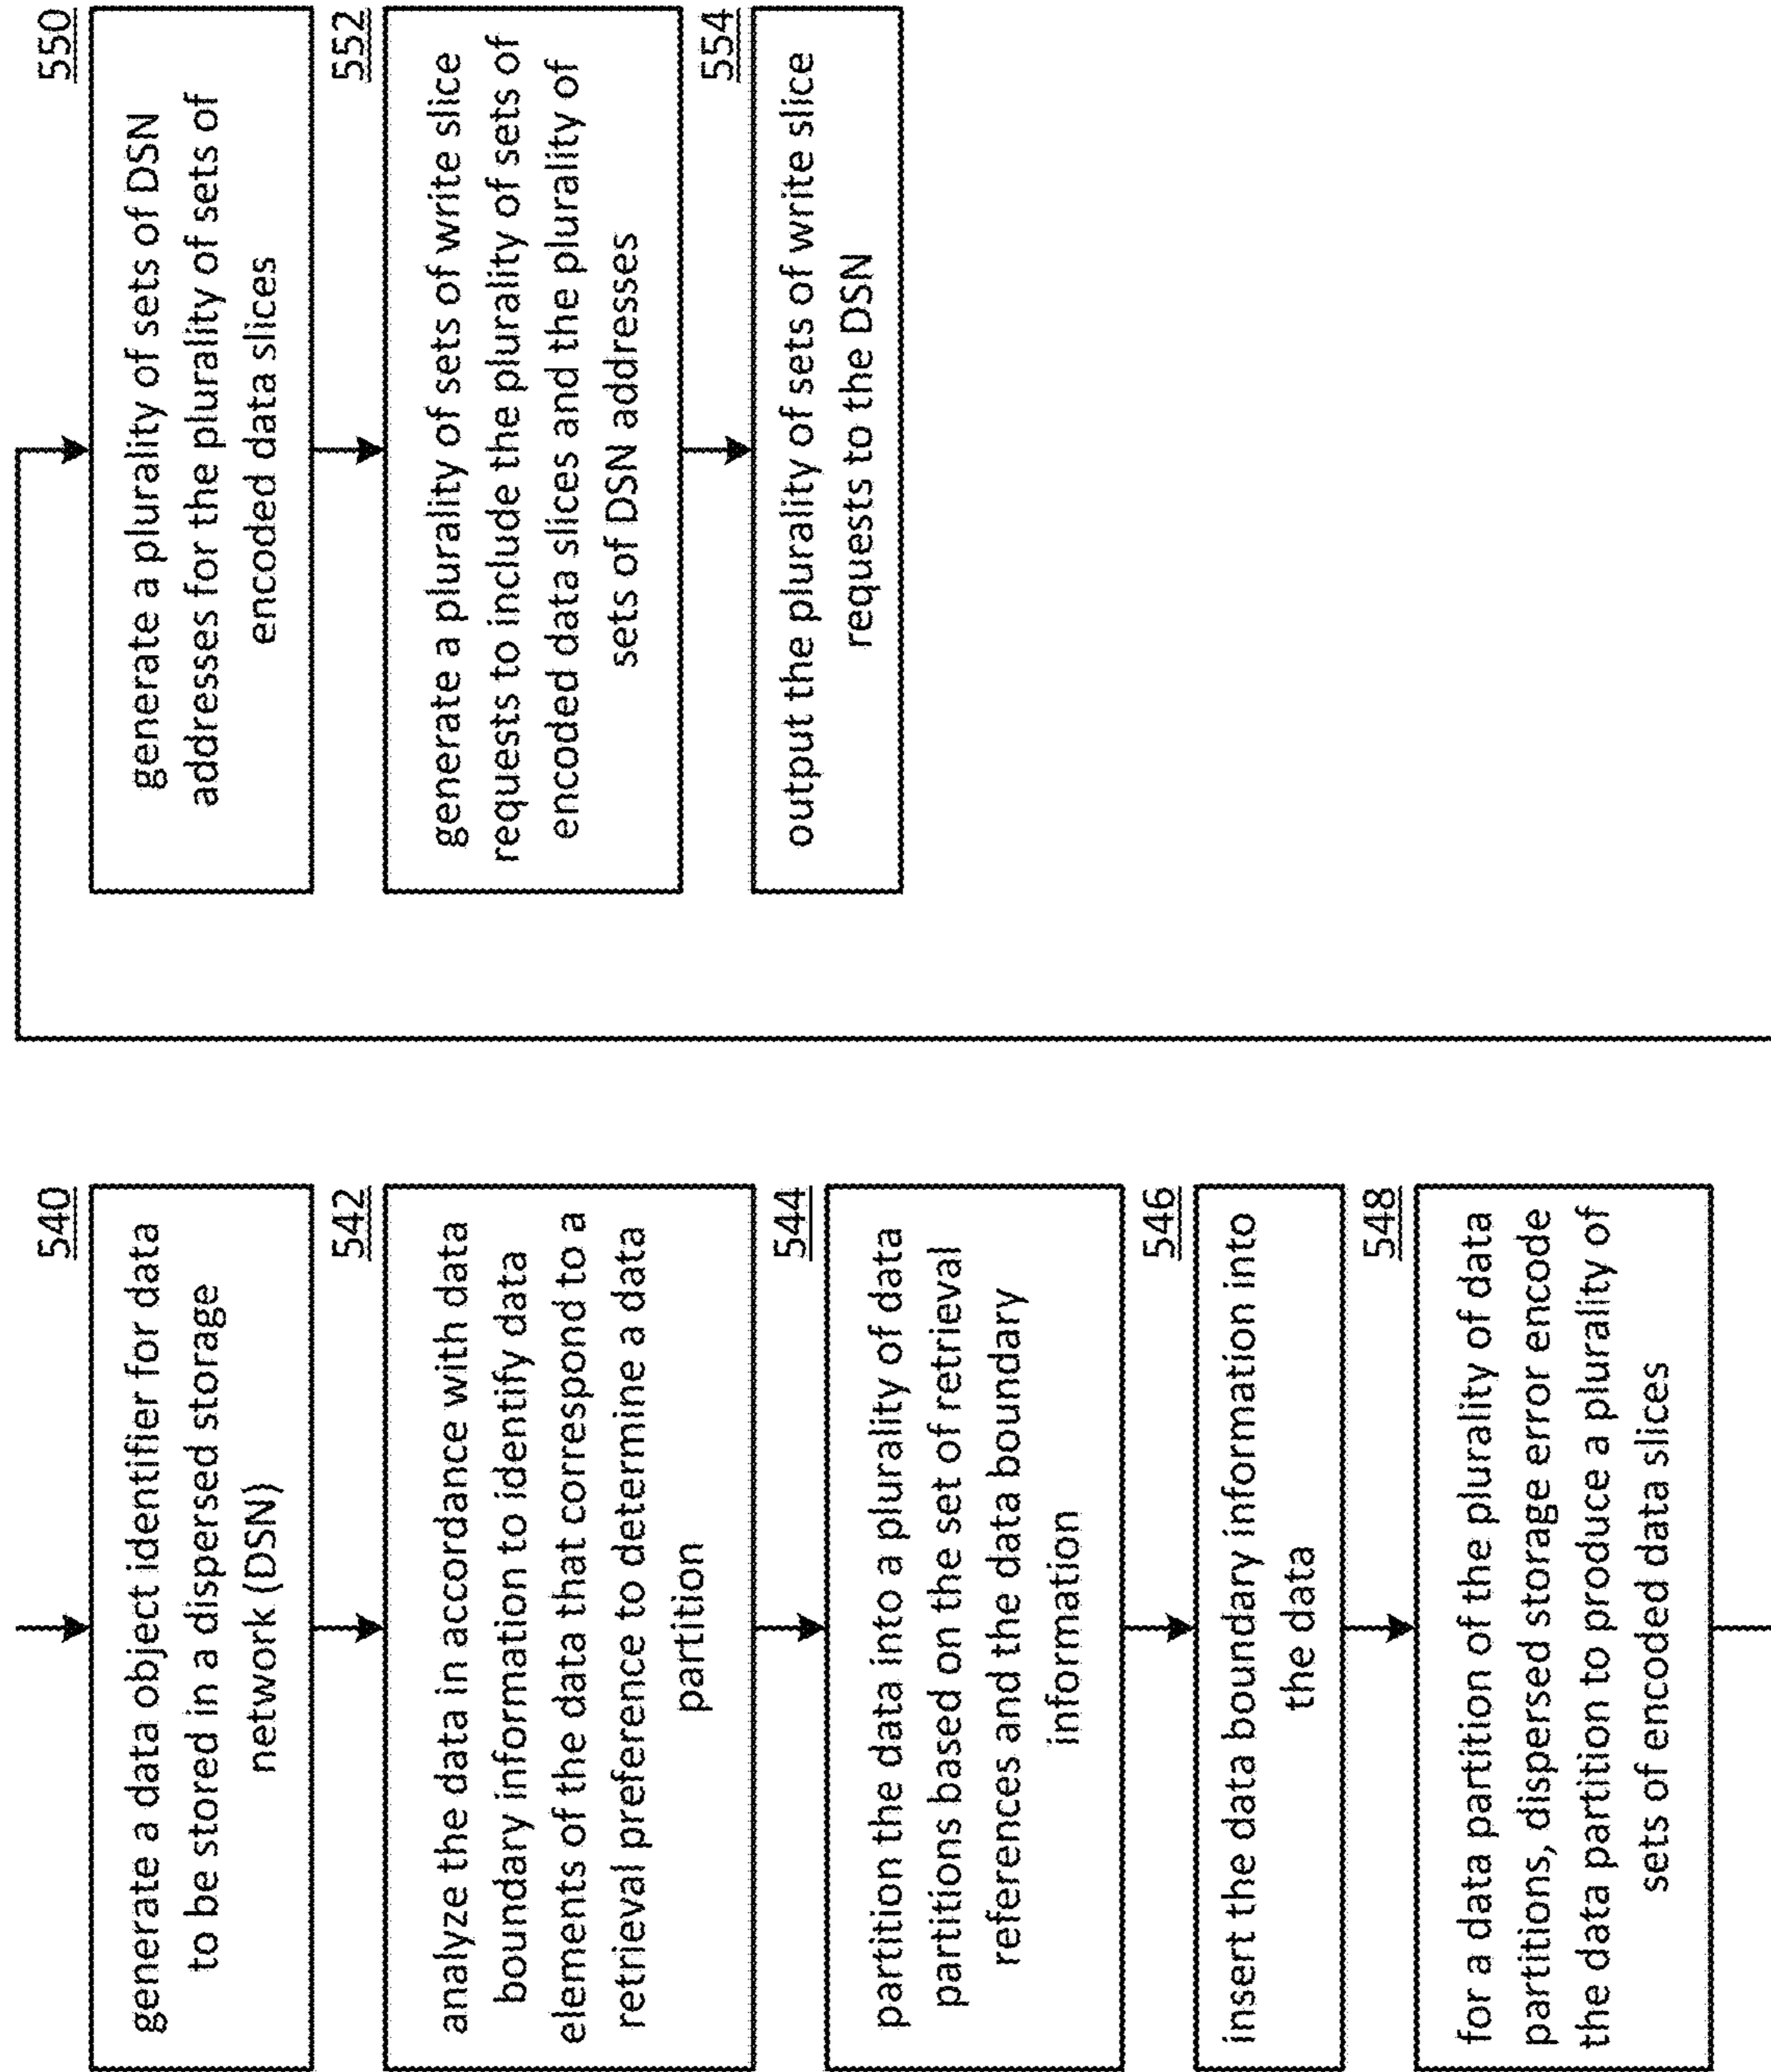 540
generate a data object identifier for data
to be stored in a dispersed storage
network (DSN)
542
analyze the data in accordance with data
boundary information to identify data
elements of the data that correspond to a
retrieval preference to determine a data
partition
544
partition the data into a plurality of data
partitions based on the set of retrieval
references and the data boundary
information
546
insert the data boundary information into
the data
548
for a data partition of the plurality of data
partitions, dispersed storage error encode
the data partition to produce a plurality of
sets of encoded data slices
550
generate a plurality of sets of DSN
addresses for the plurality of sets of
encoded data slices
552
generate a plurality of sets of write slice
requests to include the plurality of sets of
encoded data slices and the plurality of
sets of DSN addresses
554
output the plurality of sets of write slice
requests to the DSN